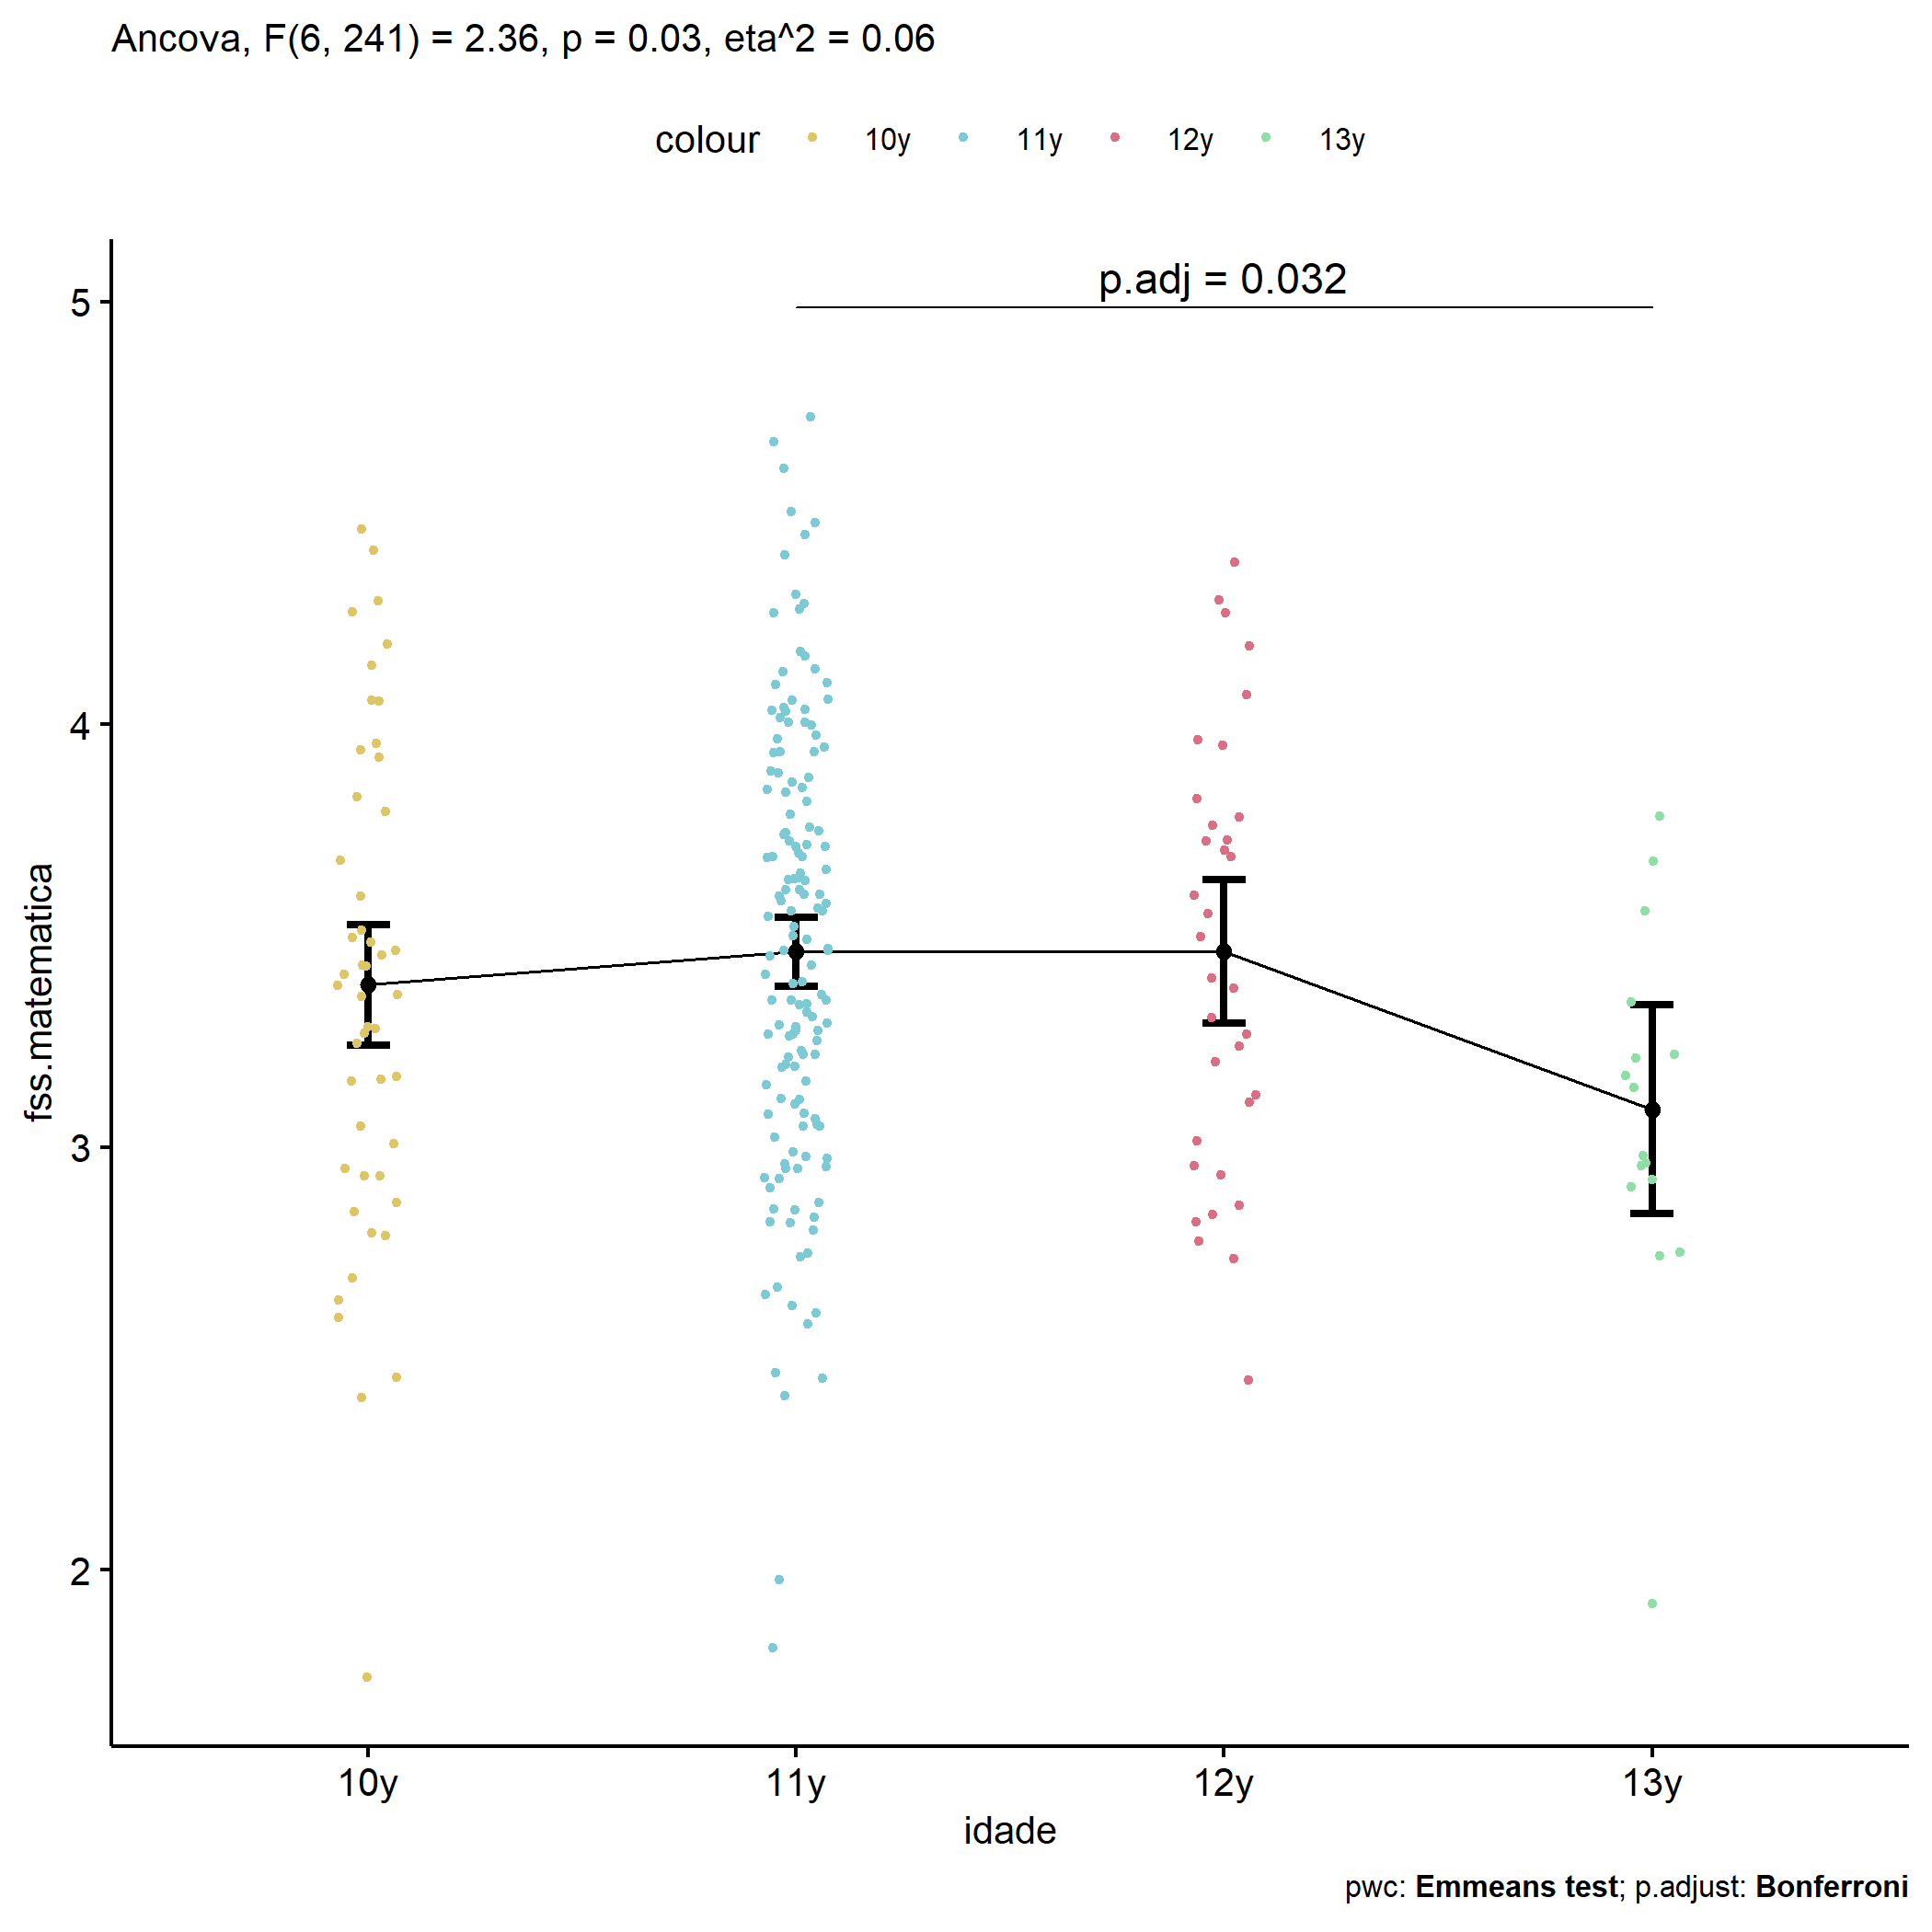 Ancova, F(6, 241) = 2.36, p = 0.03, eta^2 = 0.06
colour 10y 11y 12y 13y
p.adj = 0.032
5
4
3
2
fss.matematica
10y 11y 12y 13y
idade
pwc: Emmeans test; p.adjust: Bonferroni